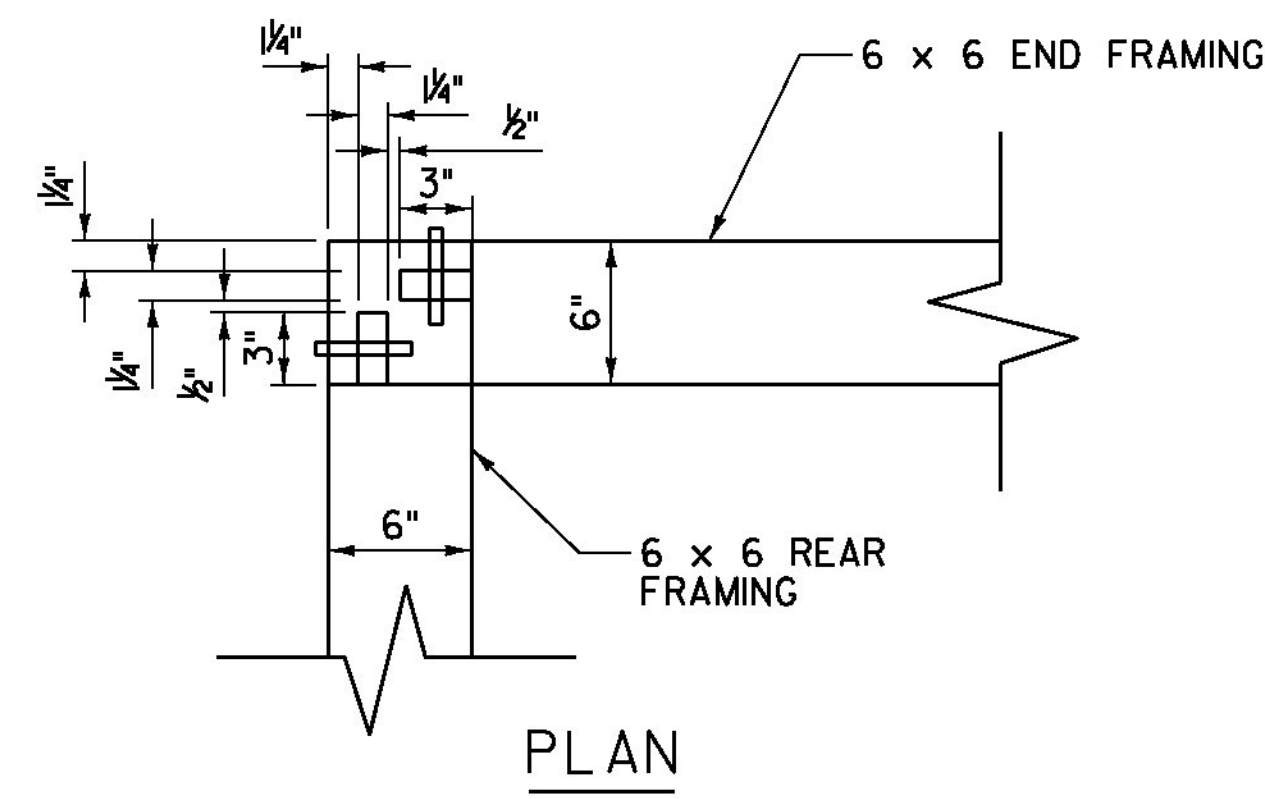 1¼"
6 x 6 END FRAMING
1¼"
½"
3"
1¼"
6"
3"
1¼"
½"
6"
6 x 6 REAR
FRAMING
PLAN